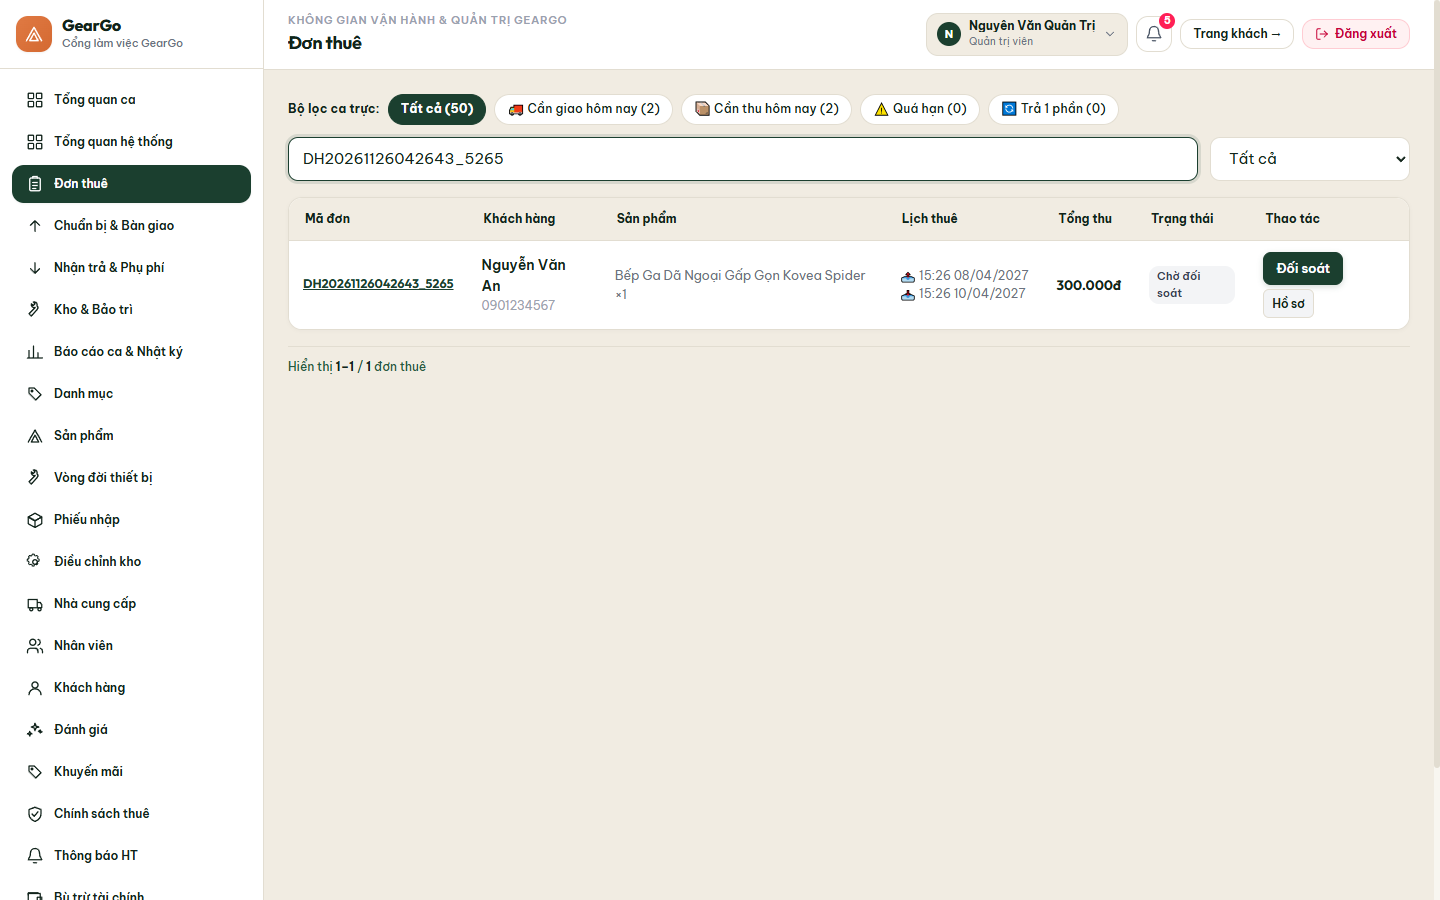 GearGo
Cổng làm việc GearGo
Tổng quan ca
Tổng quan hệ thống
Đơn thuê
Chuẩn bị & Bàn giao
Nhận trả & Phụ phí
Kho & Bảo trì
Báo cáo ca & Nhật ký
Danh mục
Sản phẩm
Vòng đời thiết bị
Phiếu nhập
Điều chỉnh kho
Nhà cung cấp
Nhân viên
Khách hàng
Đánh giá
Khuyến mãi
Chính sách thuê
Thông báo HT
Bù trừ tài chính
KHÔNG GIAN VẬN HÀNH & QUẢN TRỊ GEARGO
Đơn thuê
N
Nguyễn Văn Quản Trị
Quản trị viên
5
Trang khách →
Đăng xuất
Bộ lọc ca trực:
Tất cả (50)
Cần giao hôm nay (2)
Cần thu hôm nay (2)
Quá hạn (0)
Trả 1 phần (0)
DH20261126042643_5265
Tất cả
Mã đơn Khách hàng Sản phẩm Lịch thuê Tổng thu Trạng thái Thao tác
DH20261126042643_5265
Nguyễn Văn
An
0901234567
Bếp Ga Dã Ngoại Gấp Gọn Kovea Spider
×1
15:26 08/04/2027
15:26 10/04/2027
300.000đ
Chờ đối
soát
Đối soát
Hồ sơ
Hiển thị 1–1 / 1 đơn thuê